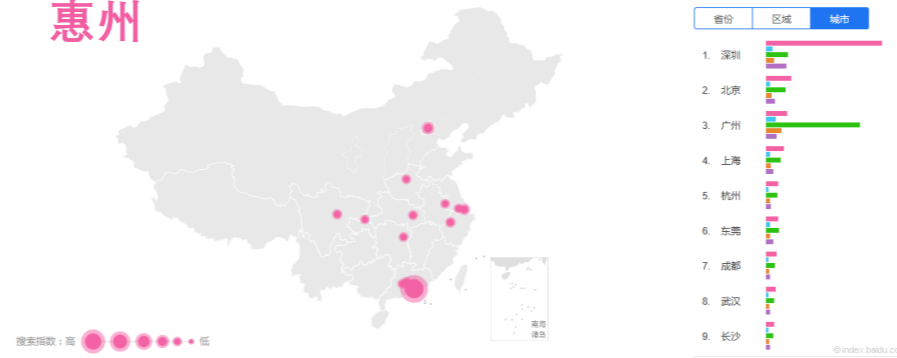 惠州
省份 区域 城市
1. 深圳
2. 北京
3. 广州
4. 上海
5. 杭州
6. 东莞
7. 成都
8. 武汉
9. 长沙
南海
诸岛
搜索指数：高 低
©index.baidu.co